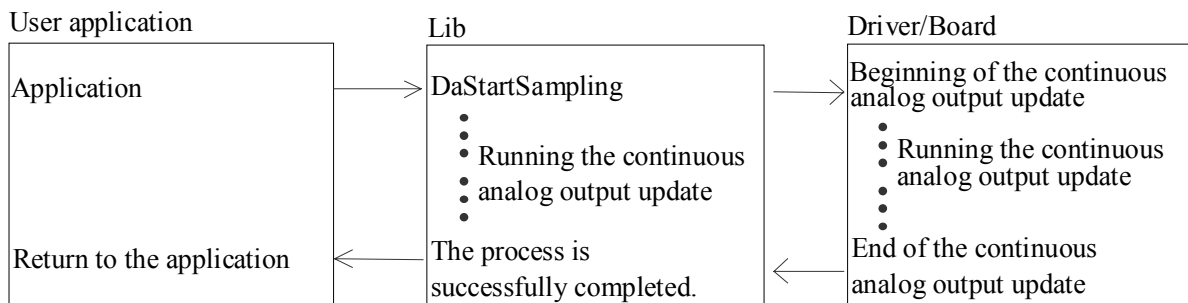 User application
Application
Return to the application
Lib
DaStartSampling
Running the continuous
analog output update
The process is
successfully completed.
Driver/Board
Beginning of the continuous
analog output update
Running the continuous
analog output update
End of the continuous
analog output update